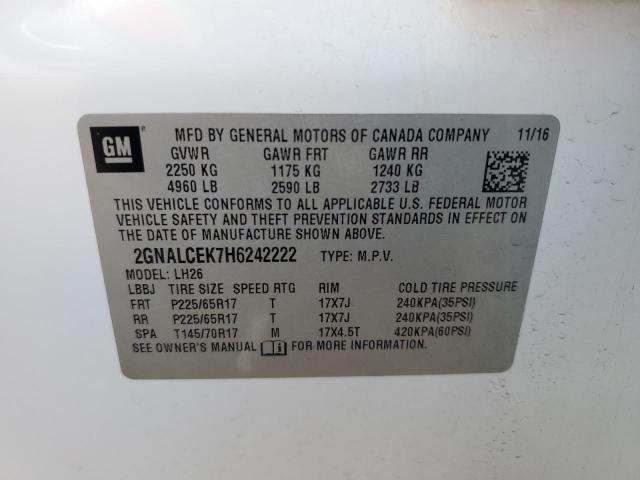 GM ® MFD BY GENERAL MOTORS OF CANADA COMPANY 11/16
GVWR GAWR FRT GAWR RR
2250 KG 1175 KG 1240 KG
4960 LB 2590 LB 2733 LB
THIS VEHICLE CONFORMS TO ALL APPLICABLE U.S. FEDERAL MOTOR
VEHICLE SAFETY AND THEFT PREVENTION STANDARDS IN EFFECT ON
THE DATE OF MANUFACTURE SHOWN ABOVE.
2GNALCEK7H6242222 TYPE: M.P.V.
MODEL: LH26
LBBJ TIRE SIZE SPEED RTG RIM COLD TIRE PRESSURE
FRT P225/65R17 T 17X7J 240KPA(35PSI)
RR P225/65R17 T 17X7J 240KPA(35PSI)
SPA T145/70R17 M 17X4.5T 420KPA(60PSI)
SEE OWNER'S MANUAL FOR MORE INFORMATION.